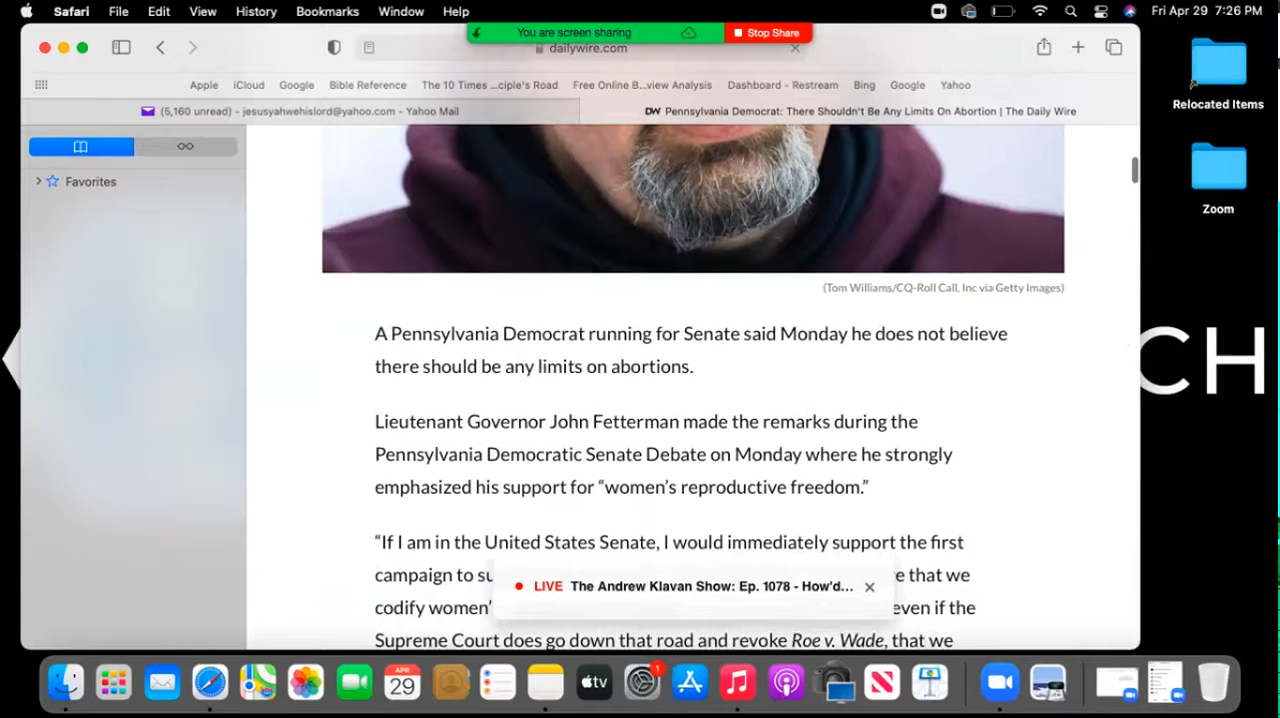 Safari File Edit View History Bookmarks Window Help Fri Apr 29 7:26 PM
You are screen sharing Stop Share
dailywire.com
Apple iCloud Google Bible Reference The 10 Times ...ciple's Road Free Online B...view Analysis Dashboard - Restream Bing Google Yahoo
(5,160 unread) - jesusyahwehislord@yahoo.com - Yahoo Mail
DW Pennsylvania Democrat: There Shouldn't Be Any Limits On Abortion | The Daily Wire
Favorites
Relocated Items
Zoom
CH
(Tom Williams/CQ-Roll Call, Inc via Getty Images)
A Pennsylvania Democrat running for Senate said Monday he does not believe
there should be any limits on abortions.
Lieutenant Governor John Fetterman made the remarks during the
Pennsylvania Democratic Senate Debate on Monday where he strongly
emphasized his support for “women’s reproductive freedom.”
“If I am in the United States Senate, I would immediately support the first
campaign to su e that we
LIVE The Andrew Klavan Show: Ep. 1078 - How'd...
codify women’ even if the
Supreme Court does go down that road and revoke Roe v. Wade, that we
APR
29
tv
1